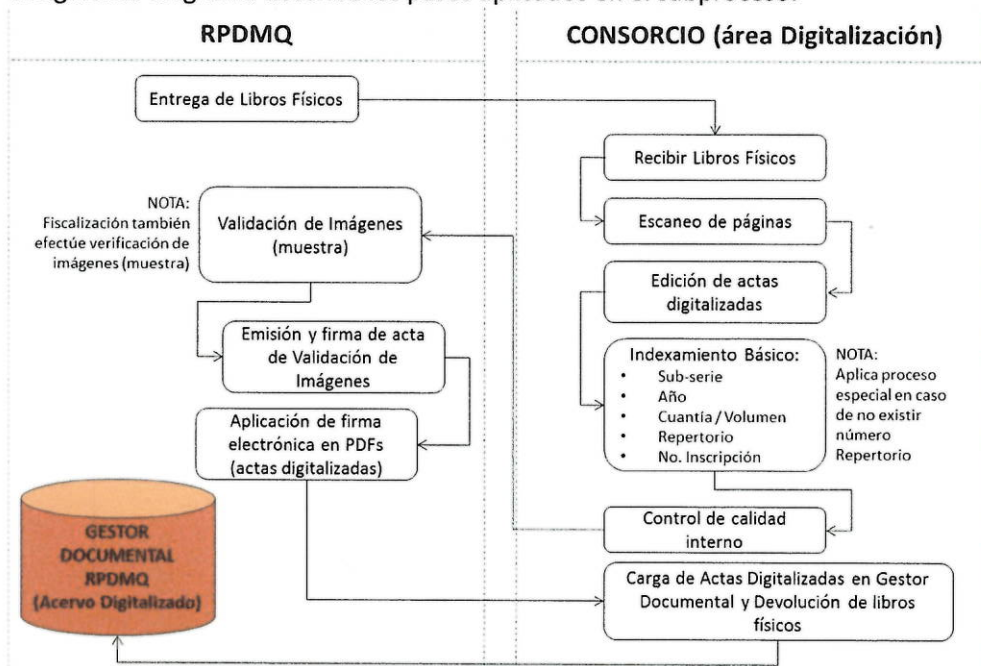 RPDMQ
CONSORCIO (área Digitalización)
Entrega de Libros Físicos
Recibir Libros Físicos
Escaneo de páginas
Edición de actas
digitalizadas
Indexamiento Básico:
• Sub-serie
• Año
• Cuantía / Volumen
• Repertorio
• No. Inscripción
NOTA:
Aplica proceso
especial en caso
de no existir
número
Repertorio
Control de calidad
interno
NOTA:
Fiscalización también
efectúe verificación de
imágenes (muestra)
Validación de Imágenes
(muestra)
Emisión y firma de acta
de Validación de
Imágenes
Aplicación de firma
electrónica en PDFs
(actas digitalizadas)
Carga de Actas Digitalizadas en Gestor
Documental y Devolución de libros
físicos
GESTOR
DOCUMENTAL
RPDMQ
(Acervo Digitalizado)